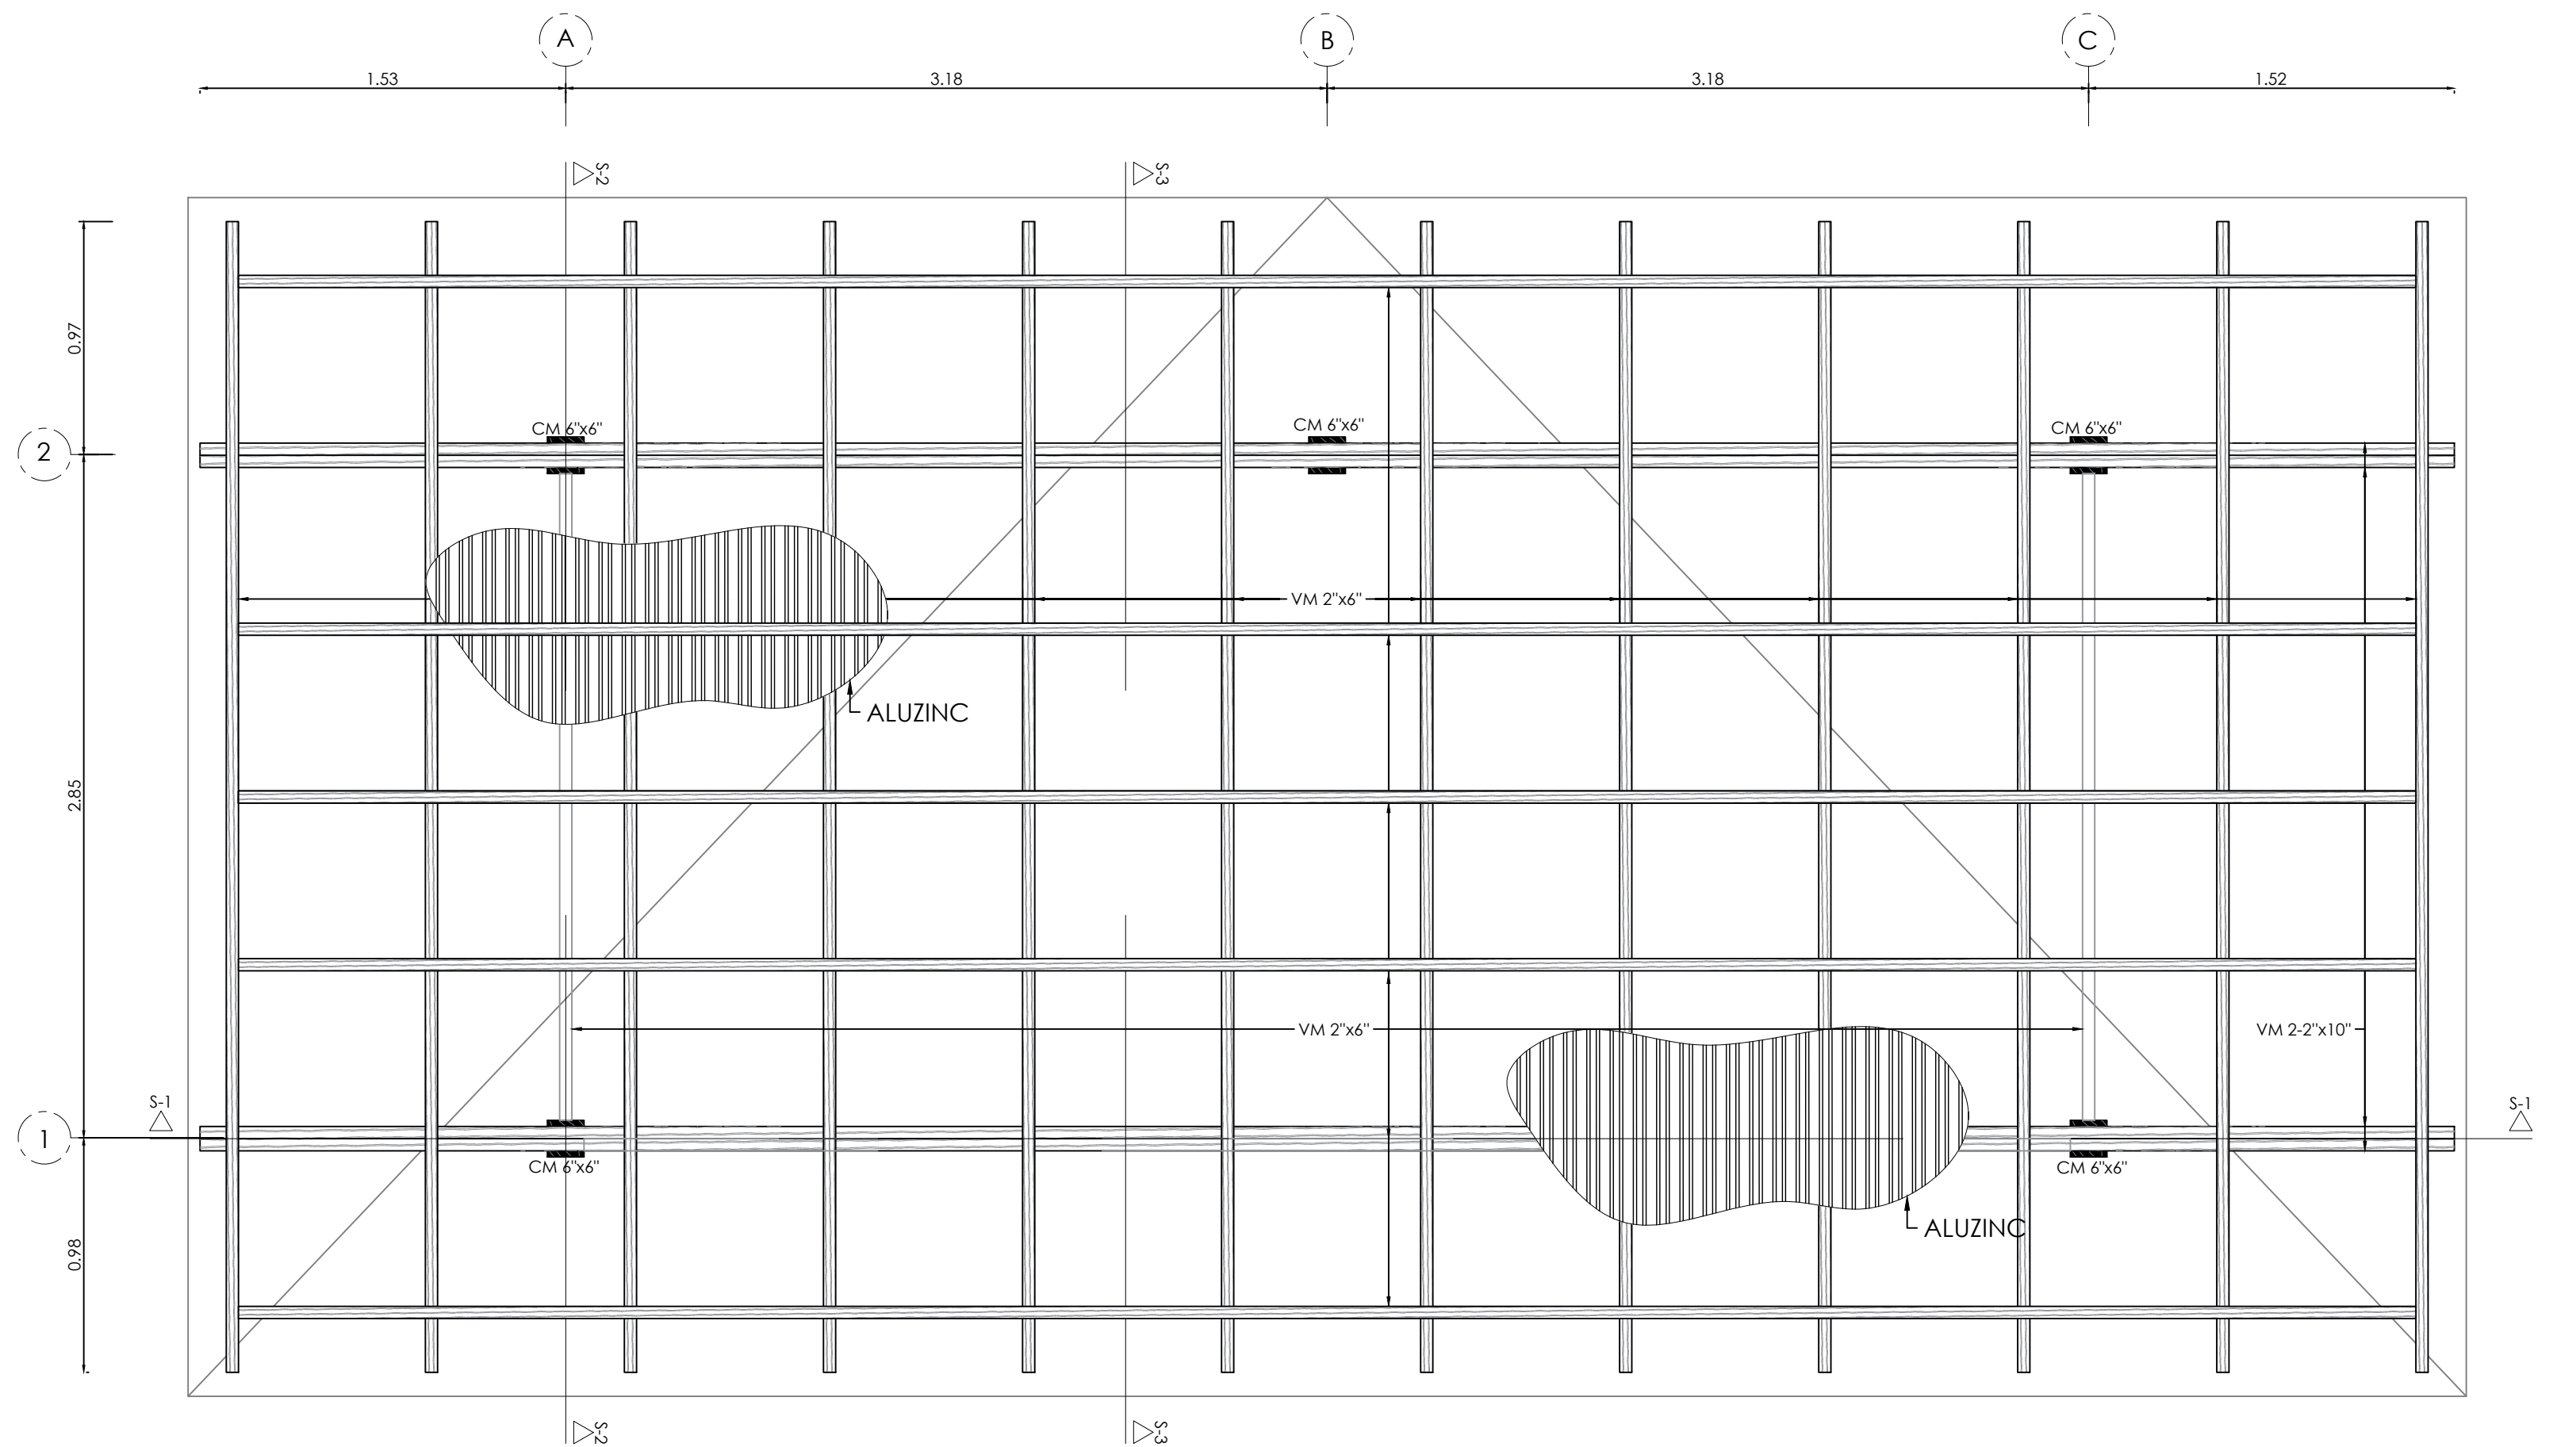 A
B
C
1.53
3.18
3.18
1.52
S-2
S-3
0.97
2
CM 6"x6"
CM 6"x6"
CM 6"x6"
VM 2"x6"
ALUZINC
2.85
VM 2"x6"
VM 2-2"x10"
S-1
S-1
1
CM 6"x6"
CM 6"x6"
ALUZINC
0.98
S-2
S-3